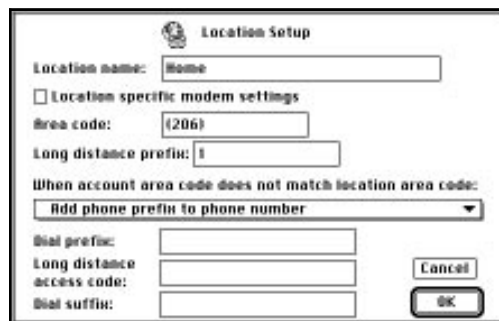 Location Setup
Location name: Home
Location specific modem settings
Area code: (206)
Long distance prefix: 1
When account area code does not match location area code:
Add phone prefix to phone number
Dial prefix:
Long distance
access code:
Cancel
Dial suffix:
OK